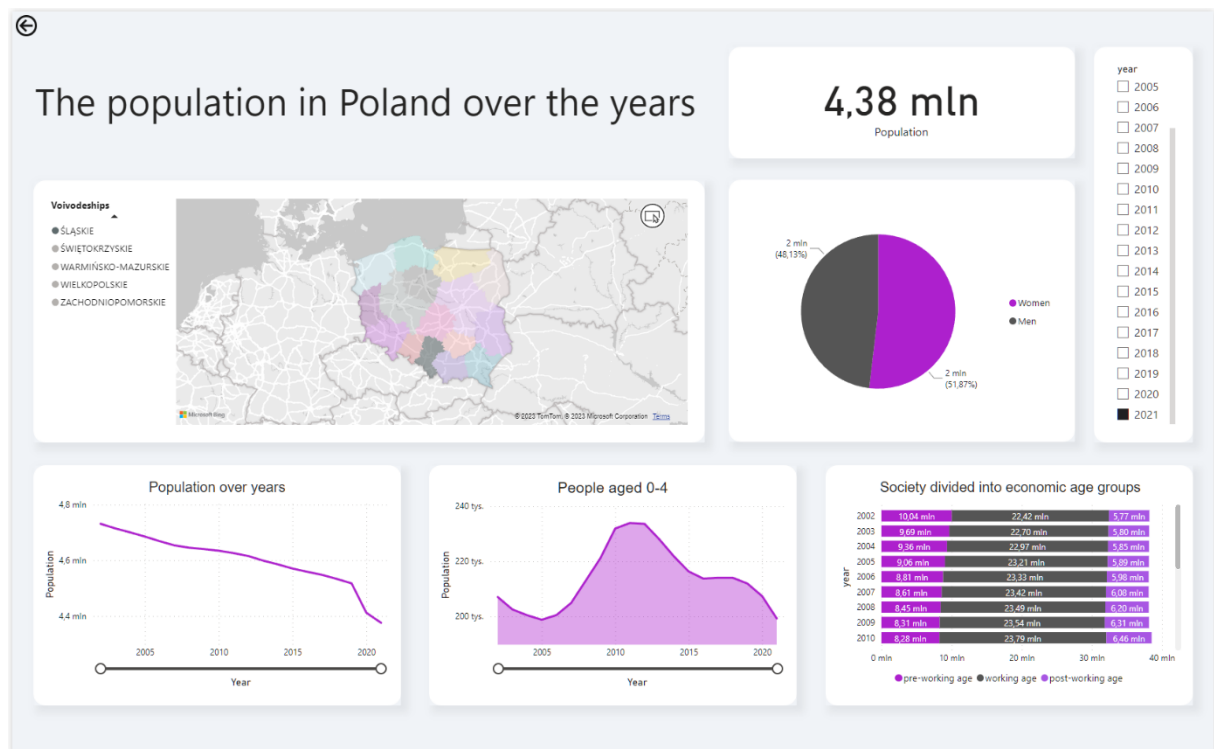 The population in Poland over the years
4,38 mln
Population
year
2005
2006
2007
2008
2009
2010
2011
2012
2013
2014
2015
2016
2017
2018
2019
2020
2021
Voivodeships
ŚLĄSKIE
ŚWIĘTOKRZYSKIE
WARMIŃSKO-MAZURSKIE
WIELKOPOLSKIE
ZACHODNIOPOMORSKIE
Microsoft Bing
© 2023 TomTom, © 2023 Microsoft Corporation Terms
2 mln
(48,13%)
2 mln
(51,87%)
Women
Men
Population over years
Population
4,8 mln
4,6 mln
4,4 mln
2005 2010 2015 2020
Year
People aged 0-4
Population
240 tys.
220 tys.
200 tys.
2005 2010 2015 2020
Year
Society divided into economic age groups
year
2002 10,04 mln 22,42 mln 5,77 mln
2003 9,69 mln 22,70 mln 5,80 mln
2004 9,36 mln 22,97 mln 5,85 mln
2005 9,06 mln 23,21 mln 5,89 mln
2006 8,81 mln 23,33 mln 5,98 mln
2007 8,61 mln 23,42 mln 6,08 mln
2008 8,45 mln 23,49 mln 6,20 mln
2009 8,31 mln 23,54 mln 6,31 mln
2010 8,28 mln 23,79 mln 6,46 mln
0 mln 10 mln 20 mln 30 mln 40 mln
pre-working age working age post-working age